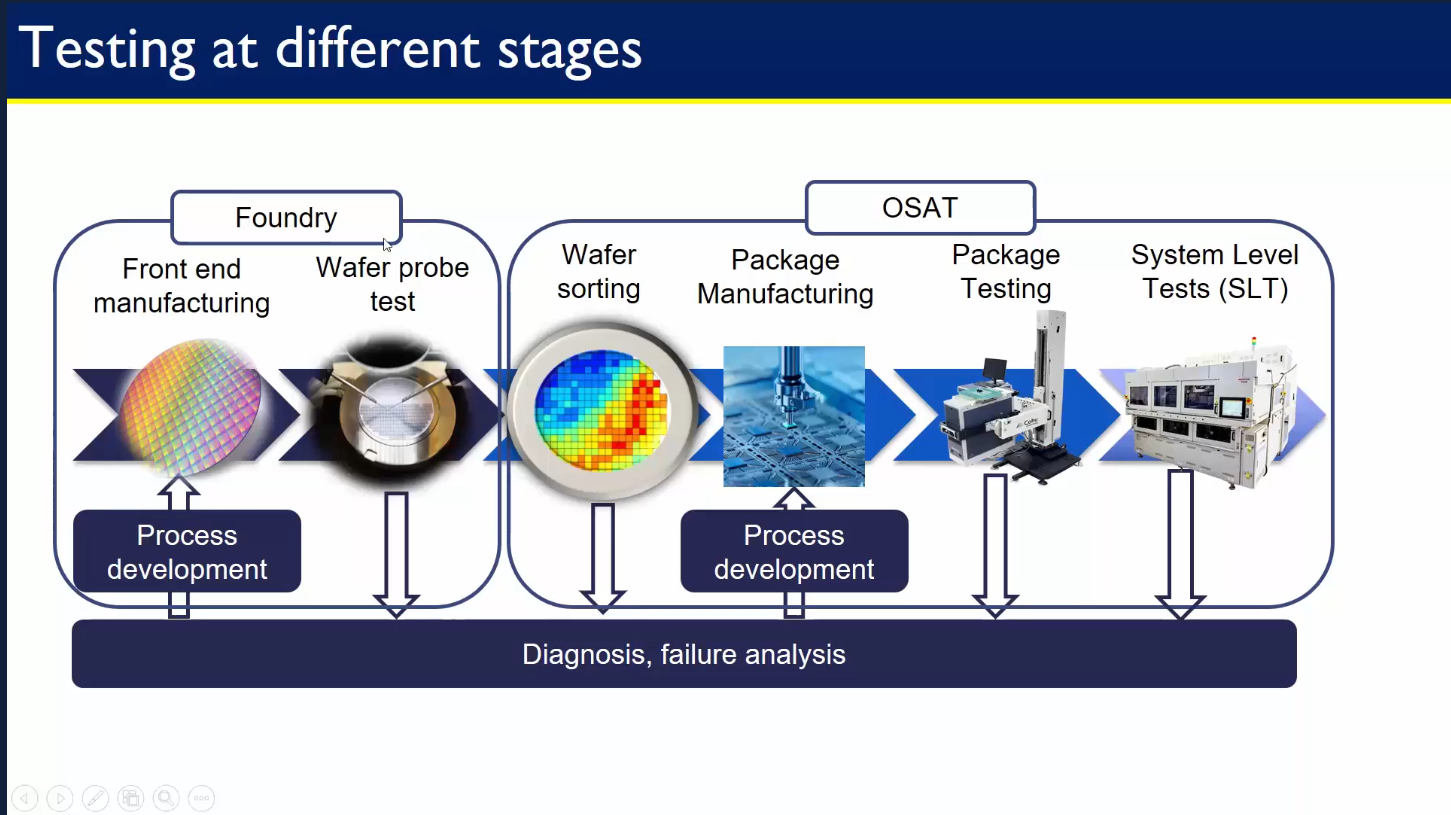 Testing at different stages
Foundry
OSAT
Front end
manufacturing
Wafer probe
test
Wafer
sorting
Package
Manufacturing
Package
Testing
System Level
Tests (SLT)
Process
development
Process
development
Diagnosis, failure analysis